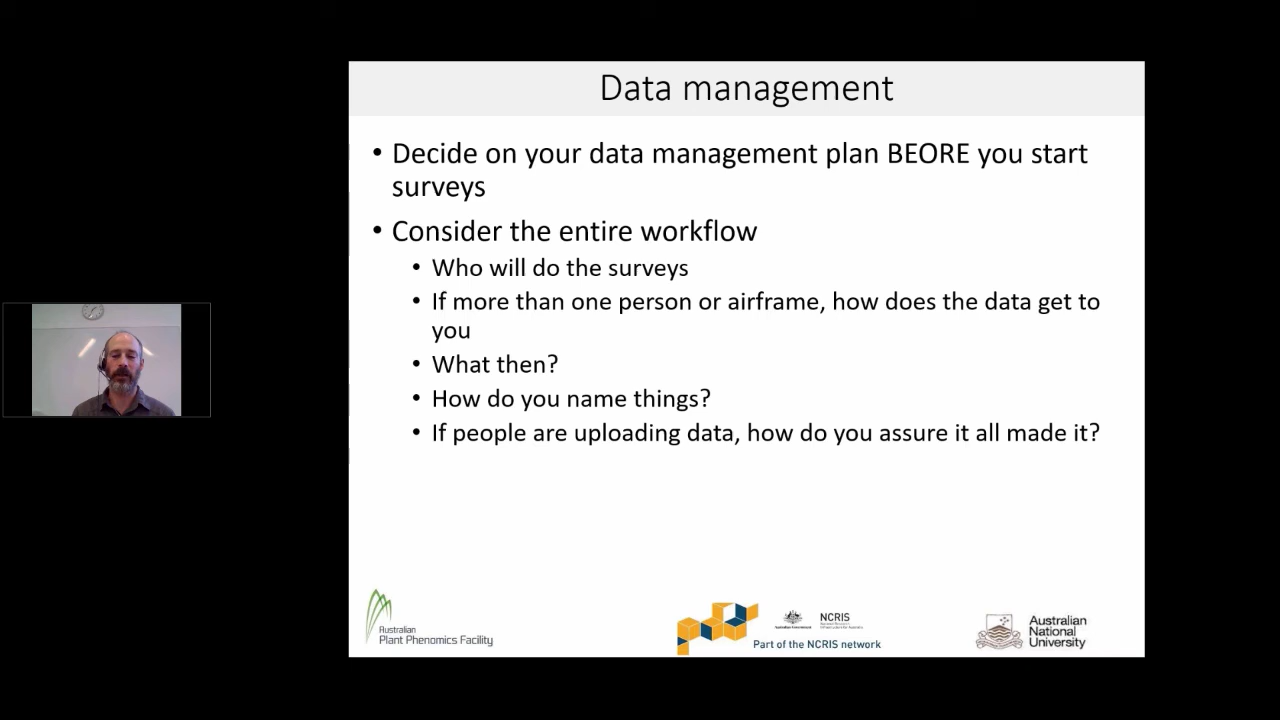 Data management
• Decide on your data management plan BEORE you start
surveys
• Consider the entire workflow
• Who will do the surveys
• If more than one person or airframe, how does the data get to
you
• What then?
• How do you name things?
• If people are uploading data, how do you assure it all made it?
Australian
Plant Phenomics Facility
Australian Government
NCRIS
Part of the NCRIS network
Australian
National
University